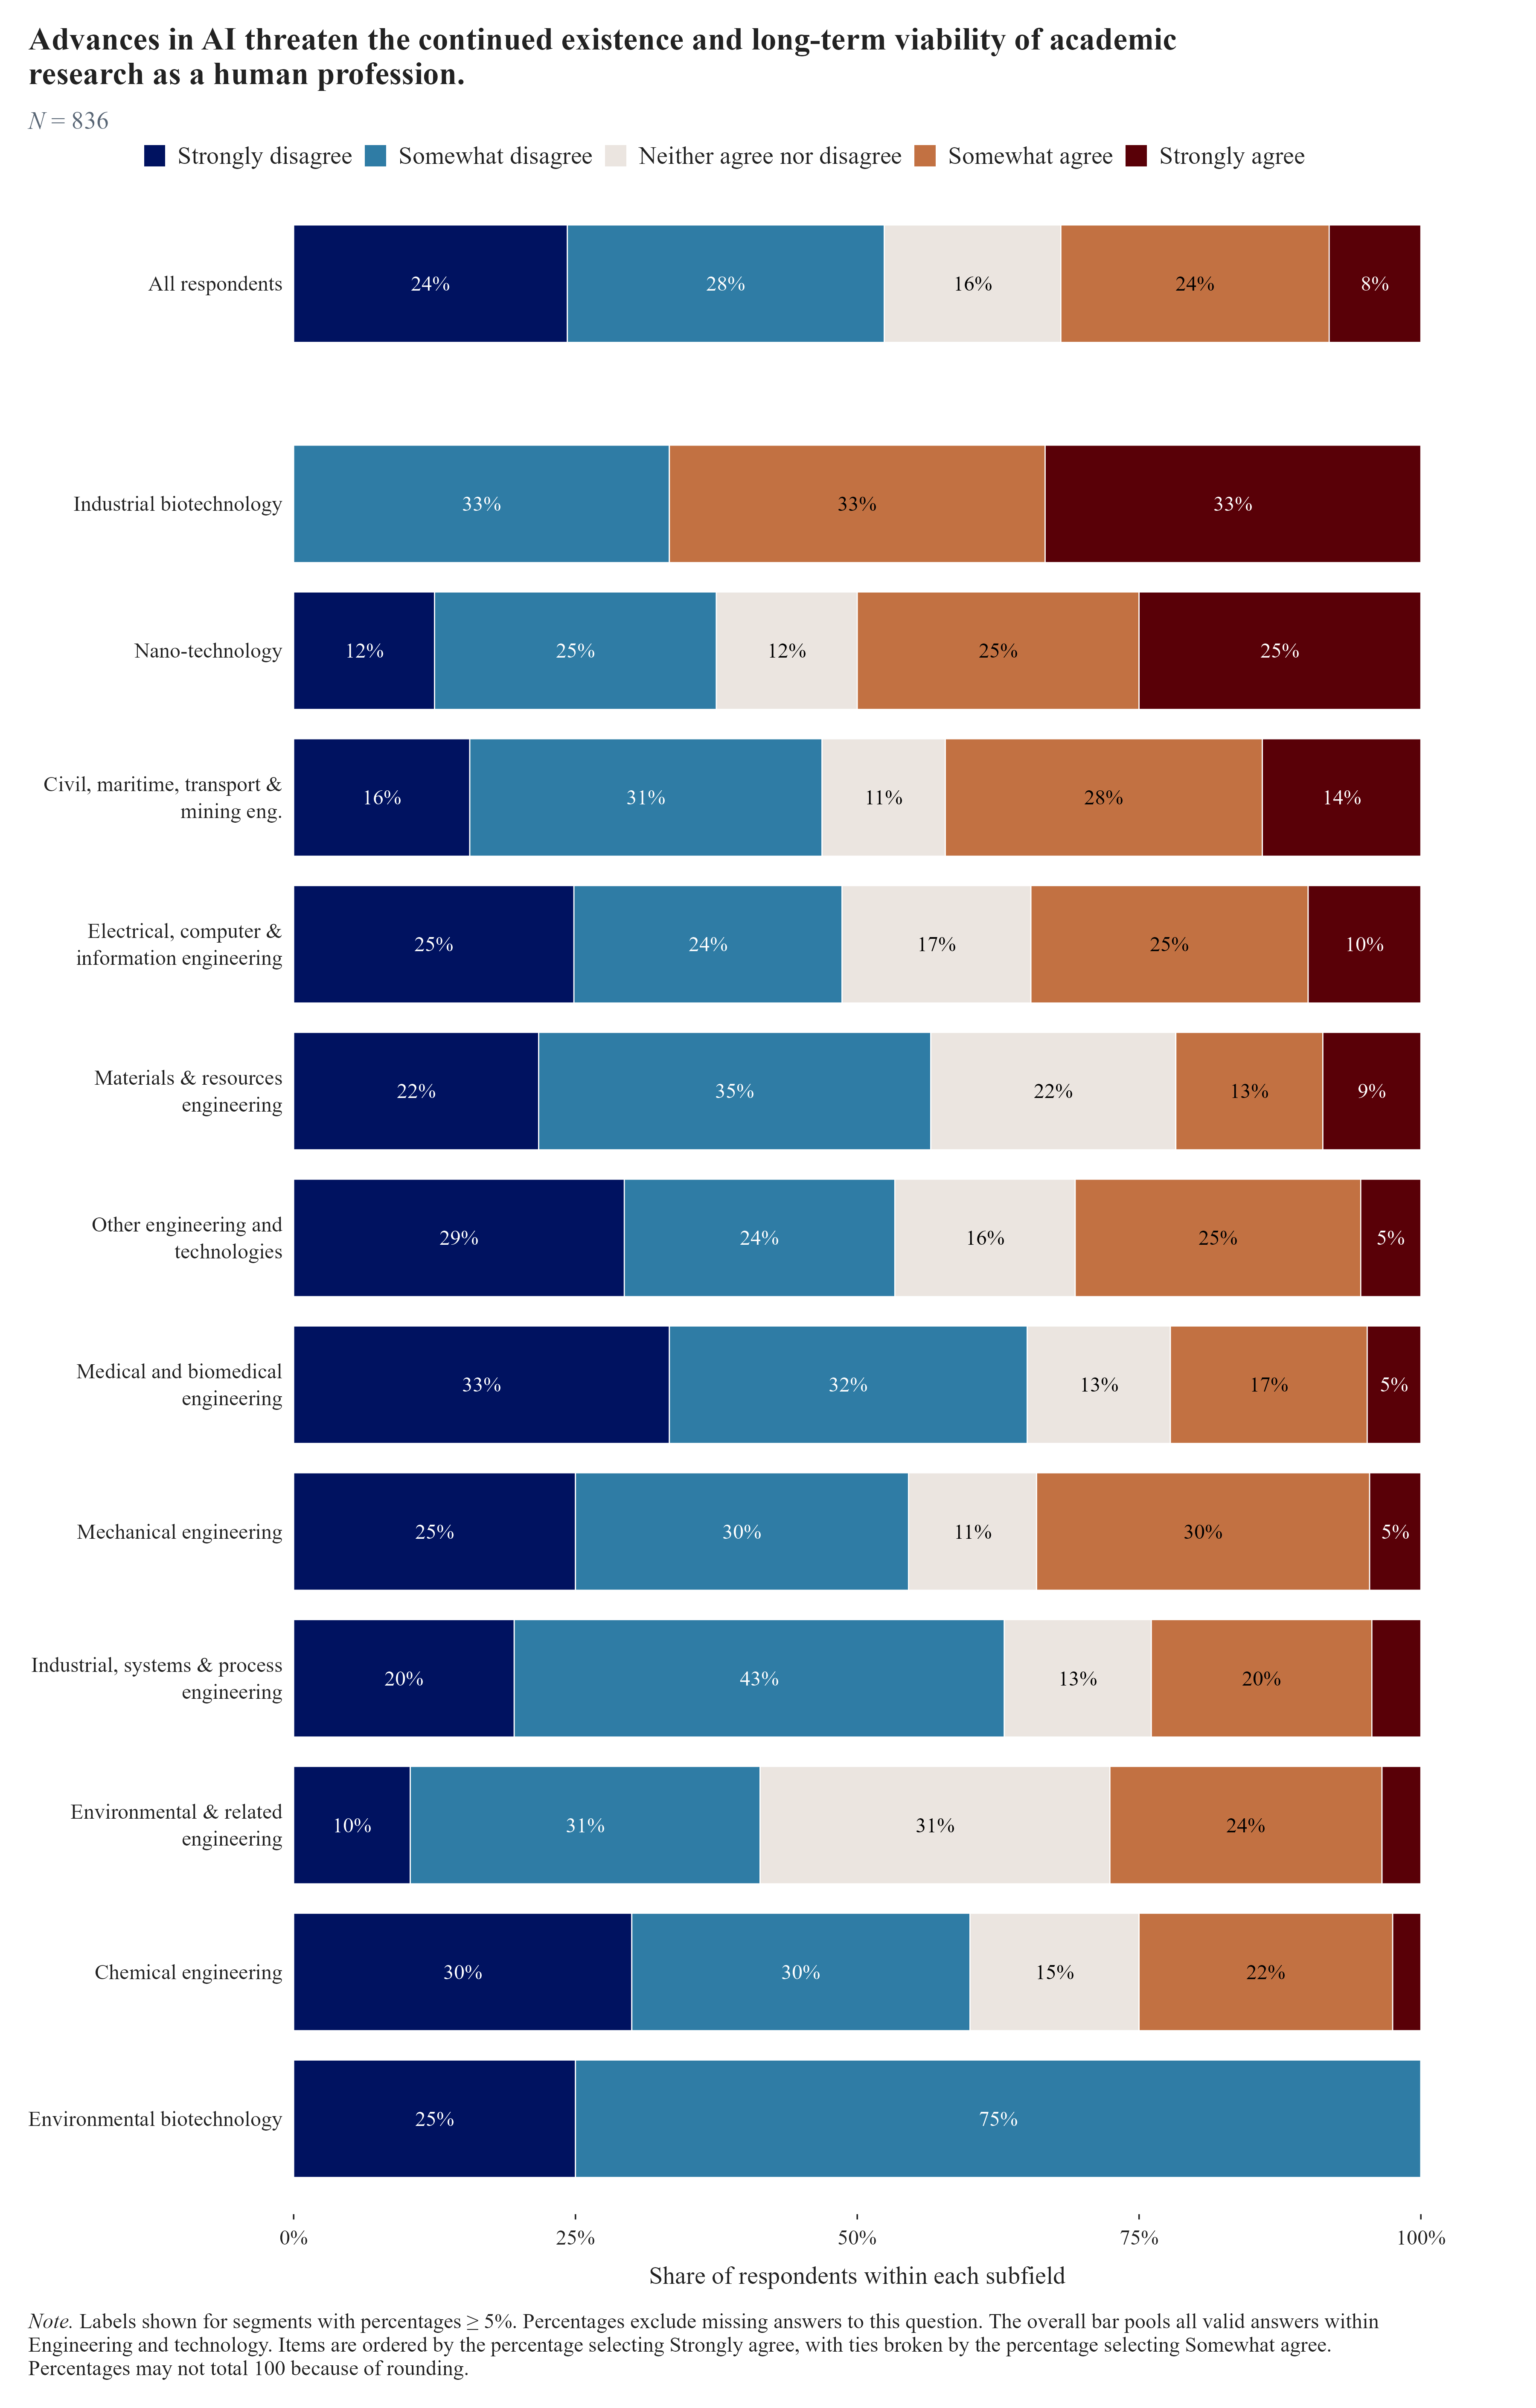 Advances in AI threaten the continued existence and long-term viability of academic
research as a human profession.
N = 836
Strongly disagree Somewhat disagree Neither agree nor disagree Somewhat agree Strongly agree
All respondents 24% 28% 16% 24% 8%
Industrial biotechnology 33% 33% 33%
Nano-technology 12% 25% 12% 25% 25%
Civil, maritime, transport &
mining eng.
16% 31% 11% 28% 14%
Electrical, computer &
information engineering
25% 24% 17% 25% 10%
Materials & resources
engineering
22% 35% 22% 13% 9%
Other engineering and
technologies
29% 24% 16% 25% 5%
Medical and biomedical
engineering
33% 32% 13% 17% 5%
Mechanical engineering 25% 30% 11% 30% 5%
Industrial, systems & process
engineering
20% 43% 13% 20%
Environmental & related
engineering
10% 31% 31% 24%
Chemical engineering 30% 30% 15% 22%
Environmental biotechnology 25% 75%
0% 25% 50% 75% 100%
Share of respondents within each subfield
Note. Labels shown for segments with percentages ≥ 5%. Percentages exclude missing answers to this question. The overall bar pools all valid answers within
Engineering and technology. Items are ordered by the percentage selecting Strongly agree, with ties broken by the percentage selecting Somewhat agree.
Percentages may not total 100 because of rounding.